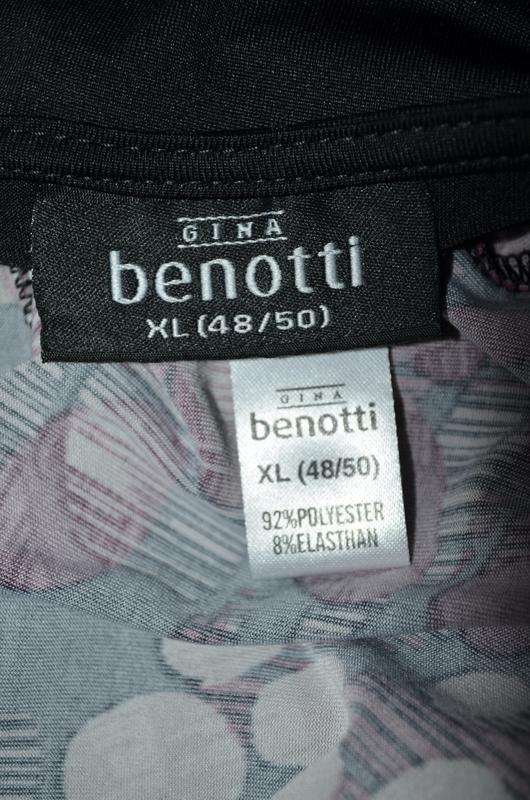 GINA
benotti
XL (48/50)
GINA
benotti
XL (48/50)
92%POLYESTER
8%ELASTHAN